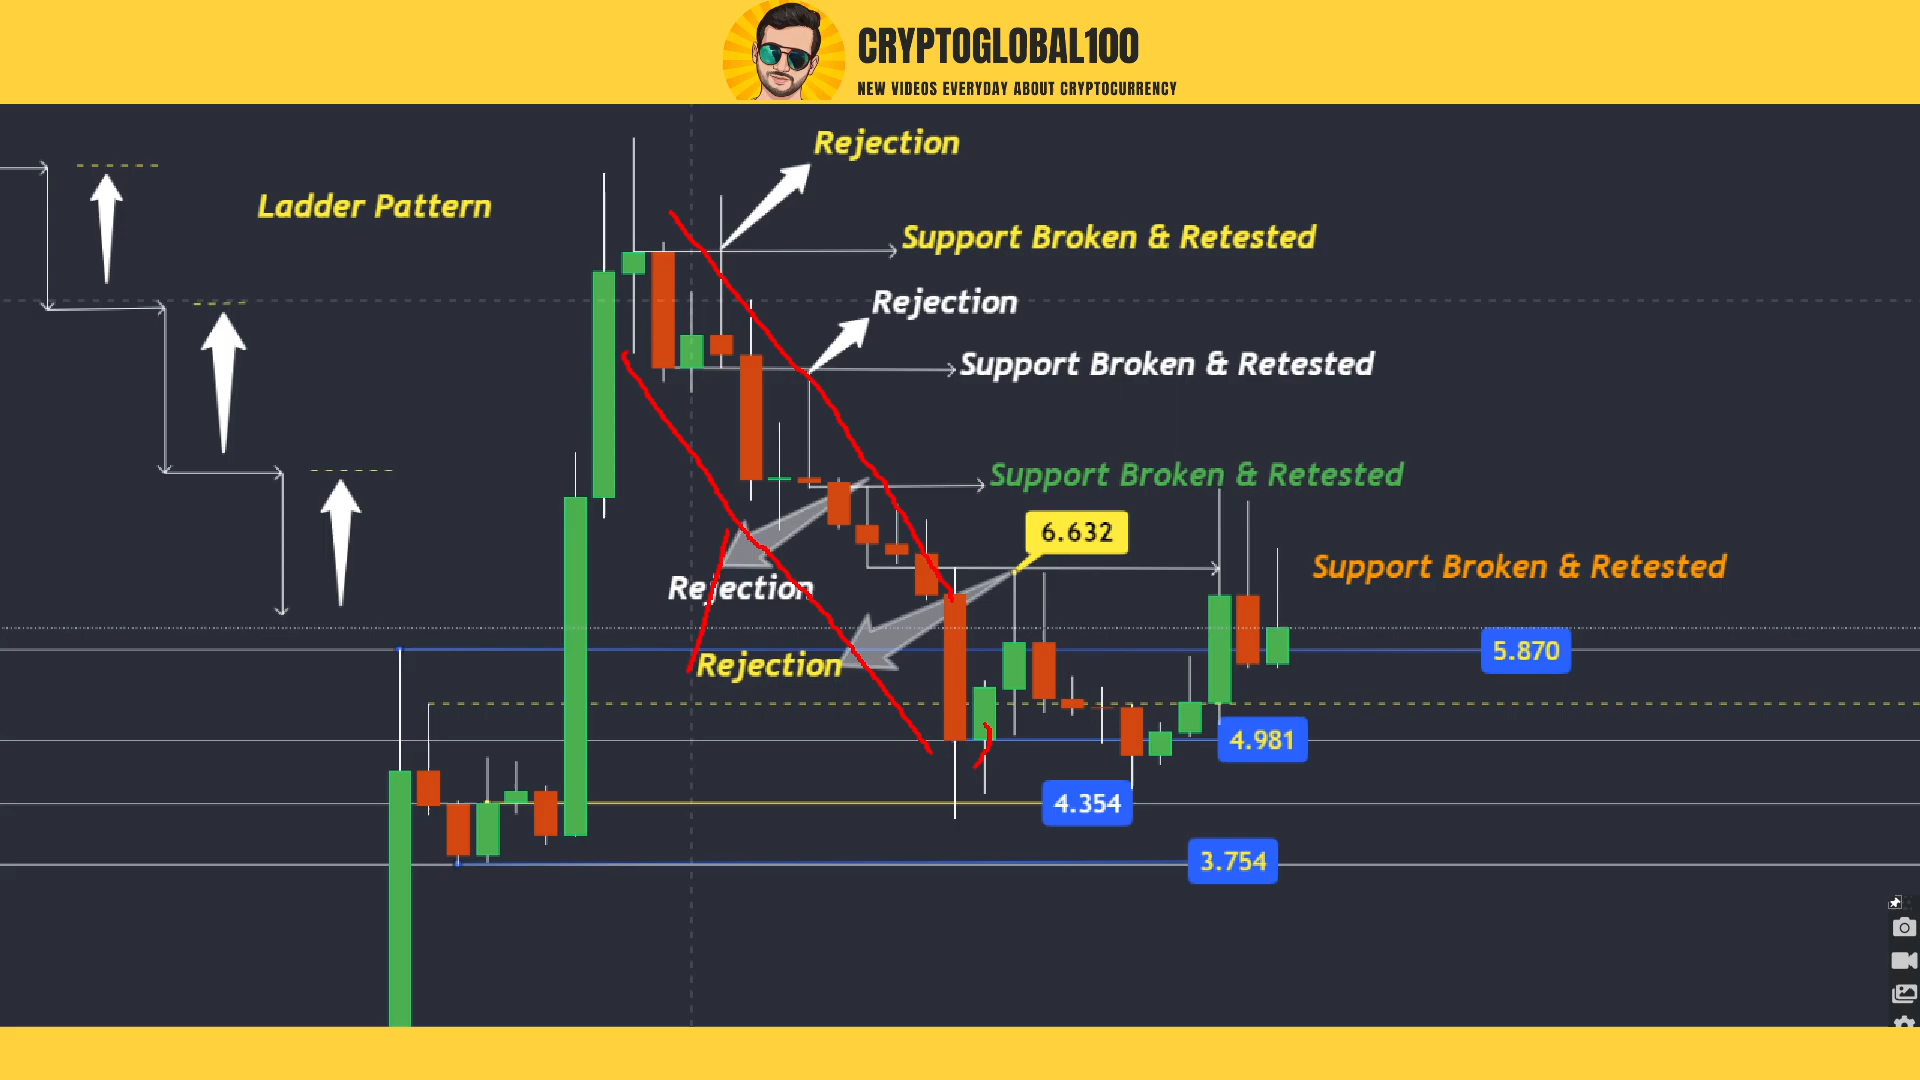 CRYPTOGLOBAL100
NEW VIDEOS EVERYDAY ABOUT CRYPTOCURRENCY
Rejection
Ladder Pattern
Support Broken & Retested
Rejection
Support Broken & Retested
Support Broken & Retested
6.632
Support Broken & Retested
Rejection
Rejection
5.870
4.981
4.354
3.754